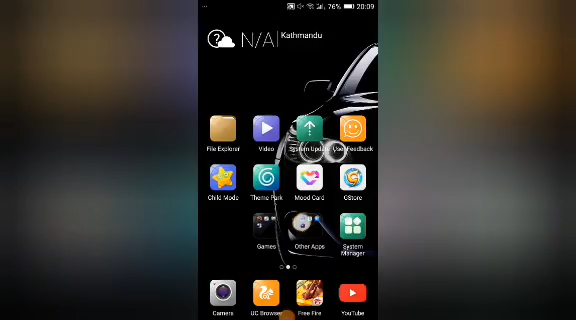 ... 76% 20:09
N/A Kathmandu
File Explorer Video System Update User Feedback
Child Mode Theme Park Mood Card GStore
Games Other Apps System Manager
Camera UC Browser Free Fire YouTube